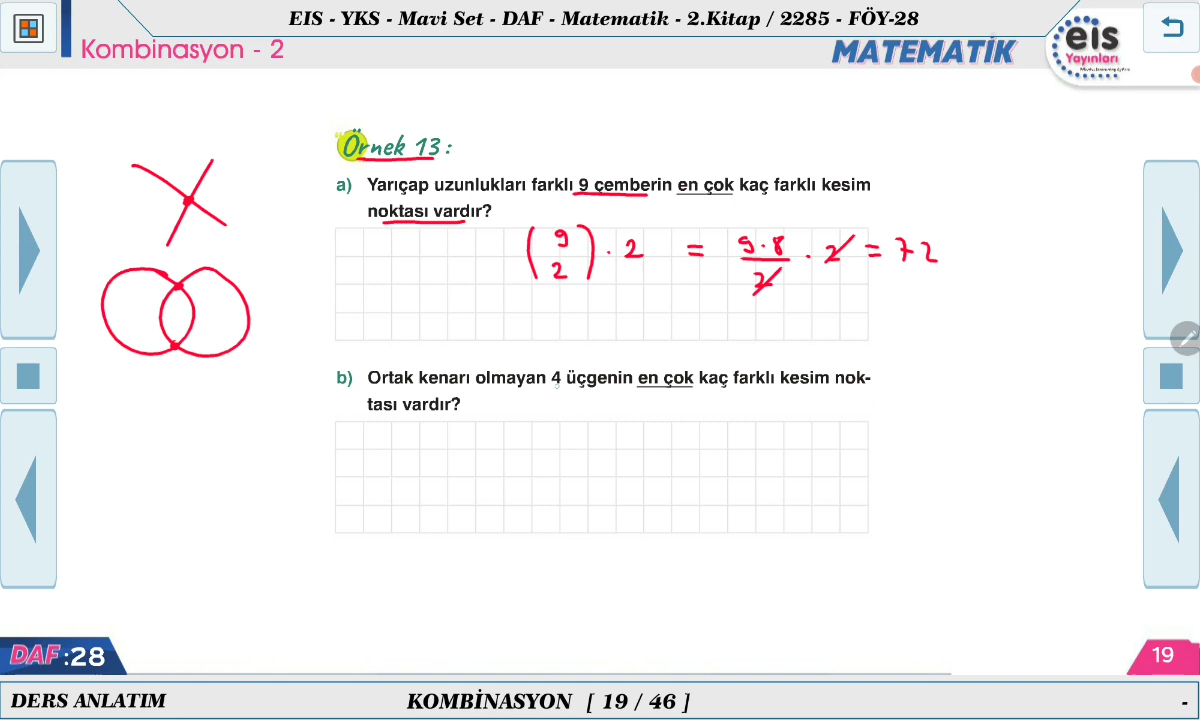 EIS - YKS - Mavi Set - DAF - Matematik - 2.Kitap / 2285 - FÖY-28
Kombinasyon - 2
MATEMATİK
eis
Yayınları
Örnek 13 :
a) Yarıçap uzunlukları farklı 9 çemberin en çok kaç farklı kesim
noktası vardır?
(9 2) · 2 = 9·8/2 · 2 = 72
b) Ortak kenarı olmayan 4 üçgenin en çok kaç farklı kesim nok-
tası vardır?
DAF :28
19
DERS ANLATIM
KOMBİNASYON [ 19 / 46 ]
-